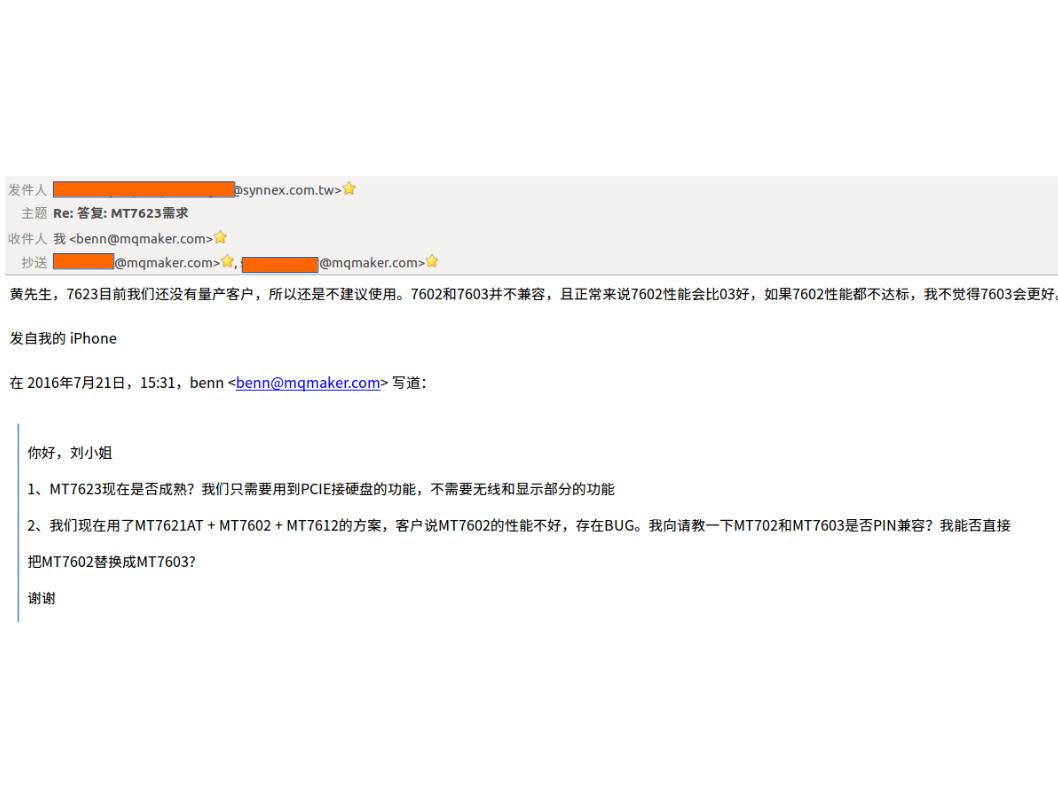 发件人 @synnex.com.tw>
主题 Re: 答复: MT7623需求
收件人 我 <benn@mqmaker.com>
抄送 @mqmaker.com>, @mqmaker.com>
黄先生，7623目前我们还没有量产客户，所以还是不建议使用。7602和7603并不兼容，且正常来说7602性能会比03好，如果7602性能都不达标，我不觉得7603会更好。
发自我的 iPhone
在 2016年7月21日，15:31，benn <benn@mqmaker.com> 写道：
你好，刘小姐
1、MT7623现在是否成熟？我们只需要用到PCIE接硬盘的功能，不需要无线和显示部分的功能
2、我们现在用了MT7621AT + MT7602 + MT7612的方案，客户说MT7602的性能不好，存在BUG。我向请教一下MT702和MT7603是否PIN兼容？我能否直接
把MT7602替换成MT7603?
谢谢